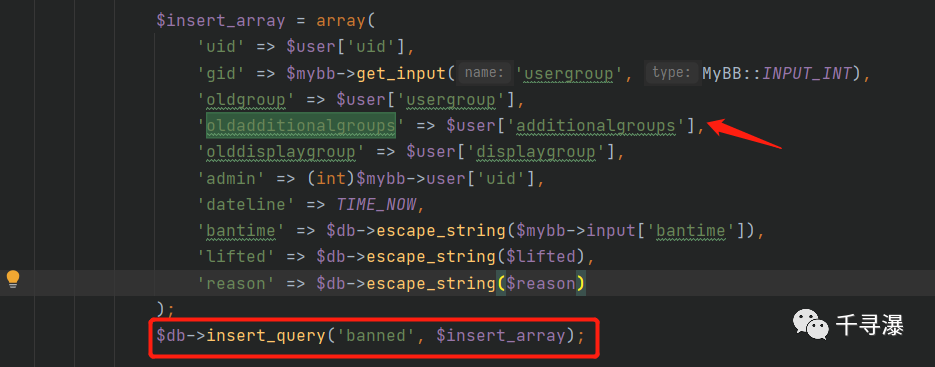 $insert_array = array(
'uid' => $user['uid'],
'gid' => $mybb->get_input( name: 'usergroup', type: MyBB::INPUT_INT),
'oldgroup' => $user['usergroup'],
'oldadditionalgroups' => $user['additionalgroups'],
'olddisplaygroup' => $user['displaygroup'],
'admin' => (int)$mybb->user['uid'],
'dateline' => TIME_NOW,
'bantime' => $db->escape_string($mybb->input['bantime']),
'lifted' => $db->escape_string($lifted),
'reason' => $db->escape_string($reason)
);
$db->insert_query('banned', $insert_array);
千寻瀑